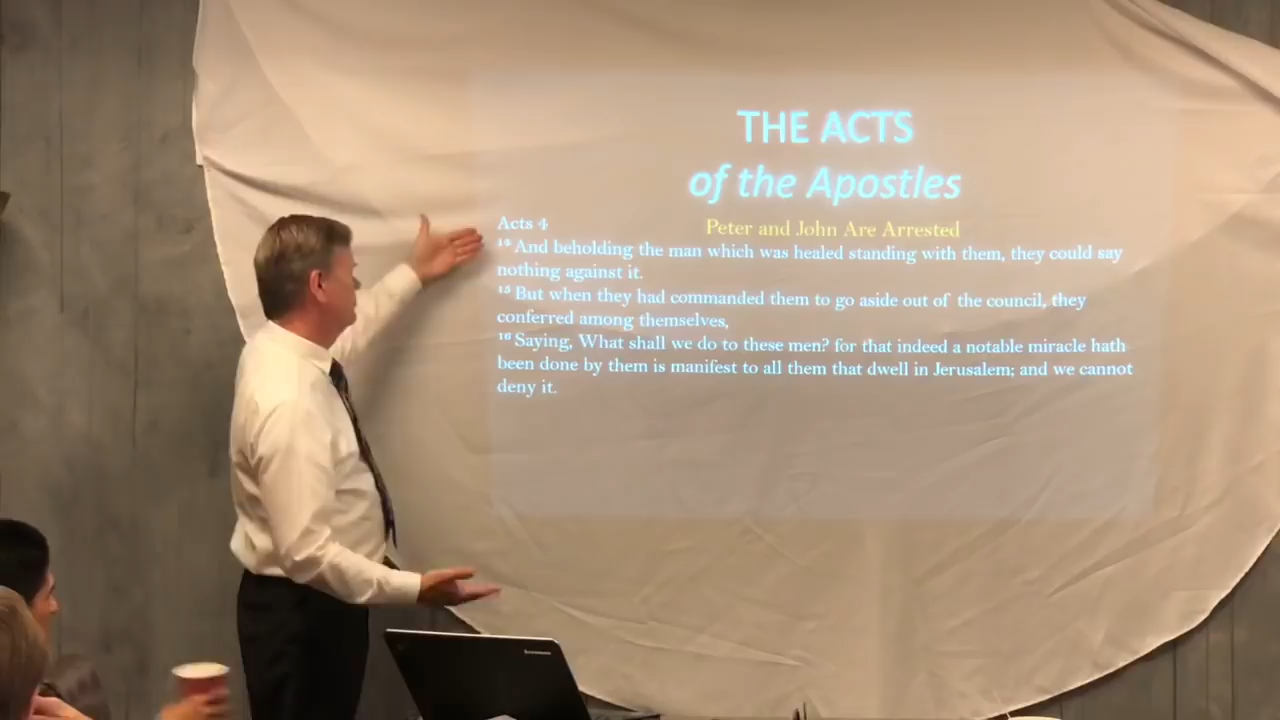 THE ACTS
of the Apostles
Acts 4 Peter and John Are Arrested
14 And beholding the man which was healed standing with them, they could say
nothing against it.
15 But when they had commanded them to go aside out of the council, they
conferred among themselves,
16 Saying, What shall we do to these men? for that indeed a notable miracle hath
been done by them is manifest to all them that dwell in Jerusalem; and we cannot
deny it.
lenovo